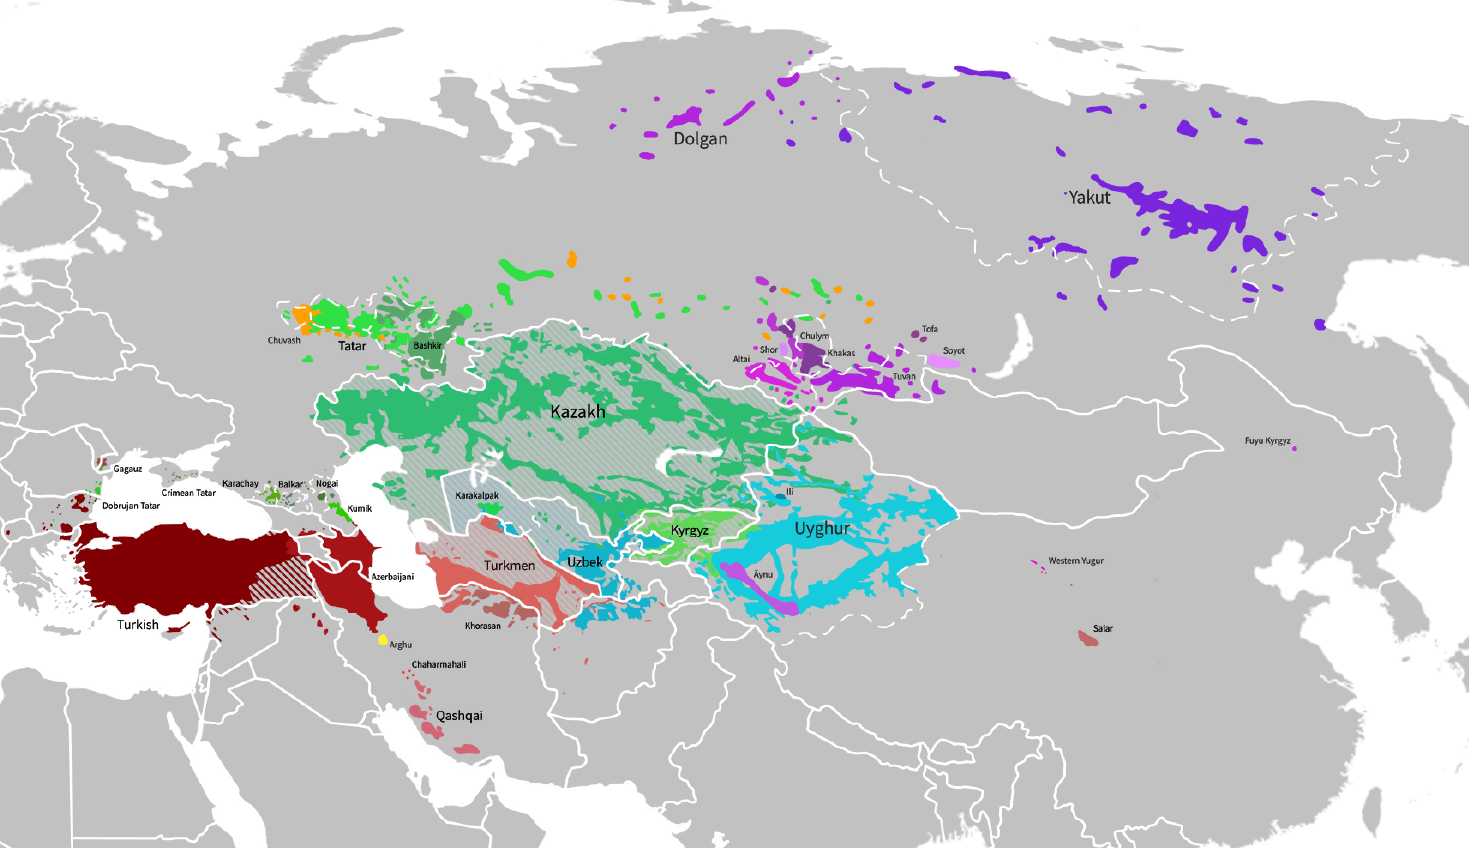 Dolgan
Yakut
Tofa
Chulym
Chuvash
Tatar
Bashkir
Shor
Khakas
Soyot
Altai
Tuvan
Kazakh
Fuyu Kyrgyz
Gagauz
Karachay
Balkar
Nogai
Crimean Tatar
Karakalpak
Ili
Dobrujan Tatar
Kumik
Kyrgyz
Uyghur
Turkmen
Uzbek
Western Yugur
Azerbaijani
Äynu
Turkish
Khorasan
Salar
Arghu
Chaharmahali
Qashqai